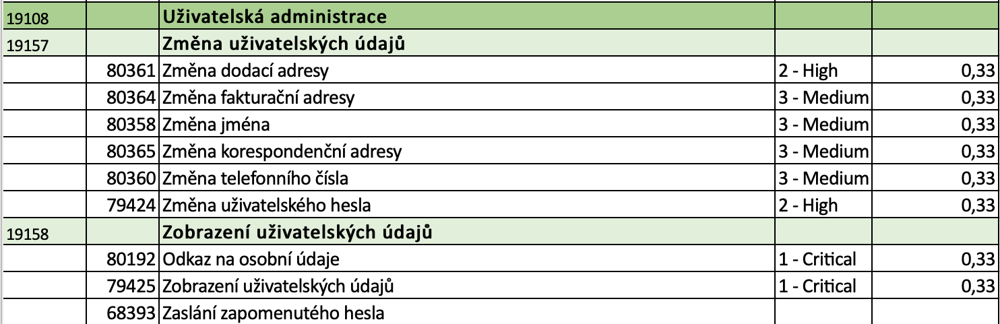 19108 Uživatelská administrace
19157 Změna uživatelských údajů
80361 Změna dodací adresy 2 - High 0,33
80364 Změna fakturační adresy 3 - Medium 0,33
80358 Změna jména 3 - Medium 0,33
80365 Změna korespondenční adresy 3 - Medium 0,33
80360 Změna telefonního čísla 3 - Medium 0,33
79424 Změna uživatelského hesla 2 - High 0,33
19158 Zobrazení uživatelských údajů
80192 Odkaz na osobní údaje 1 - Critical 0,33
79425 Zobrazení uživatelských údajů 1 - Critical 0,33
68393 Zaslání zapomenutého hesla